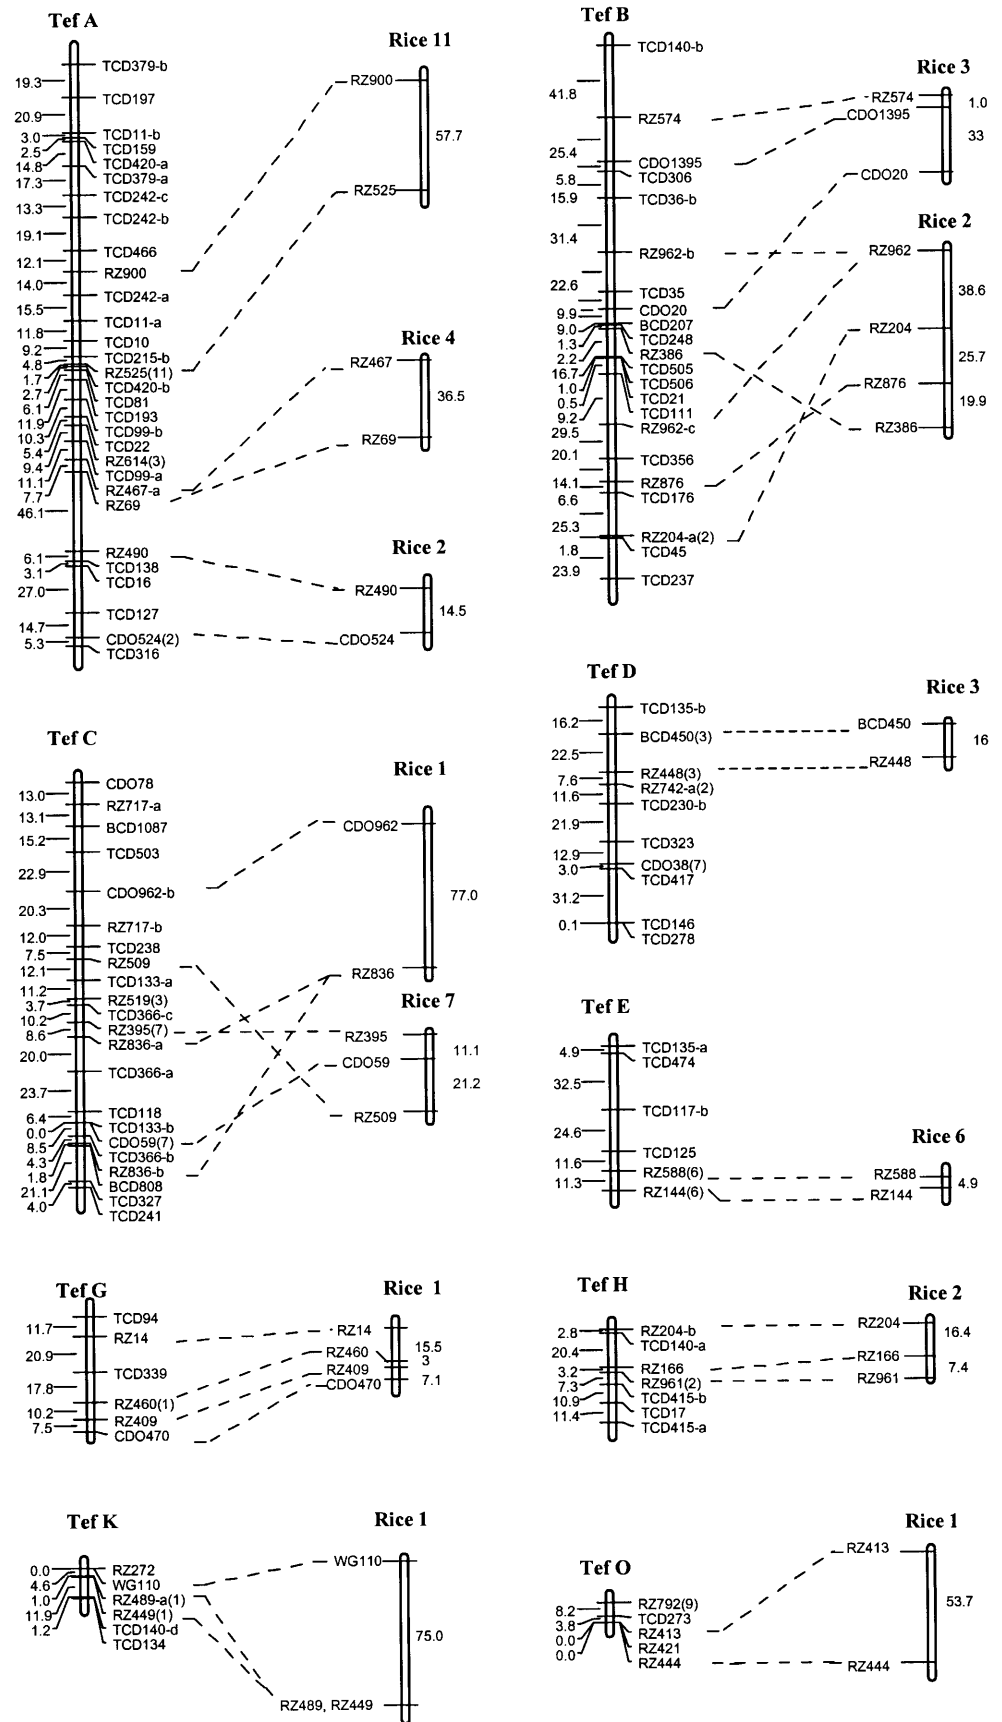 Tef A
19.3
20.9
3.0
2.5
14.8
17.3
13.3
19.1
12.1
14.0
15.5
11.8
9.2
4.8
1.7
2.7
6.1
11.9
10.3
5.4
9.4
11.1
7.7
46.1
6.1
3.1
27.0
14.7
5.3
TCD379-b
TCD197
TCD11-b
TCD159
TCD420-a
TCD379-a
TCD242-c
TCD242-b
TCD466
RZ900
TCD242-a
TCD11-a
TCD10
TCD215-b
RZ525(11)
TCD420-b
TCD81
TCD193
TCD99-b
TCD22
RZ614(3)
TCD99-a
RZ467-a
RZ69
RZ490
TCD138
TCD16
TCD127
CDO524(2)
TCD316
Rice 11
RZ900
57.7
RZ525
Rice 4
RZ467
36.5
RZ69
Rice 2
RZ490
14.5
CDO524
Tef B
41.8
25.4
5.8
15.9
31.4
22.6
9.9
9.0
1.3
2.2
16.7
1.0
0.5
9.2
29.5
20.1
14.1
6.6
25.3
1.8
23.9
TCD140-b
RZ574
CDO1395
TCD306
TCD36-b
RZ962-b
TCD35
CDO20
BCD207
TCD248
RZ386
TCD505
TCD506
TCD21
TCD111
RZ962-c
TCD356
RZ876
TCD176
RZ204-a(2)
TCD45
TCD237
Rice 3
RZ574
1.0
CDO1395
33
CDO20
Rice 2
RZ962
38.6
RZ204
25.7
RZ876
19.9
RZ386
Tef C
13.0
13.1
15.2
22.9
20.3
12.0
7.5
12.1
11.2
3.7
10.2
8.6
20.0
23.7
6.4
0.0
8.5
4.3
1.8
21.1
4.0
CDO78
RZ717-a
BCD1087
TCD503
CDO962-b
RZ717-b
TCD238
RZ509
TCD133-a
RZ519(3)
TCD366-c
RZ395(7)
RZ836-a
TCD366-a
TCD118
TCD133-b
CDO59(7)
TCD366-b
RZ836-b
BCD808
TCD327
TCD241
Rice 1
CDO962
77.0
RZ836
Rice 7
RZ395
11.1
CDO59
21.2
RZ509
Tef D
16.2
22.5
7.6
11.6
21.9
12.9
3.0
31.2
0.1
TCD135-b
BCD450(3)
RZ448(3)
RZ742-a(2)
TCD230-b
TCD323
CDO38(7)
TCD417
TCD146
TCD278
Rice 3
BCD450
16
RZ448
Tef E
4.9
32.5
24.6
11.6
11.3
TCD135-a
TCD474
TCD117-b
TCD125
RZ588(6)
RZ144(6)
Rice 6
RZ588
4.9
RZ144
Tef G
11.7
20.9
17.8
10.2
7.5
TCD94
RZ14
TCD339
RZ460(1)
RZ409
CDO470
Rice 1
RZ14
15.5
RZ460
3
RZ409
7.1
CDO470
Tef H
2.8
20.4
3.2
7.3
10.9
11.4
RZ204-b
TCD140-a
RZ166
RZ961(2)
TCD415-b
TCD17
TCD415-a
Rice 2
RZ204
16.4
RZ166
7.4
RZ961
Tef K
0.0
4.6
1.0
11.9
1.2
RZ272
WG110
RZ489-a(1)
RZ449(1)
TCD140-d
TCD134
Rice 1
WG110
75.0
RZ489, RZ449
Tef O
8.2
3.8
0.0
0.0
RZ792(9)
TCD273
RZ413
RZ421
RZ444
Rice 1
RZ413
53.7
RZ444